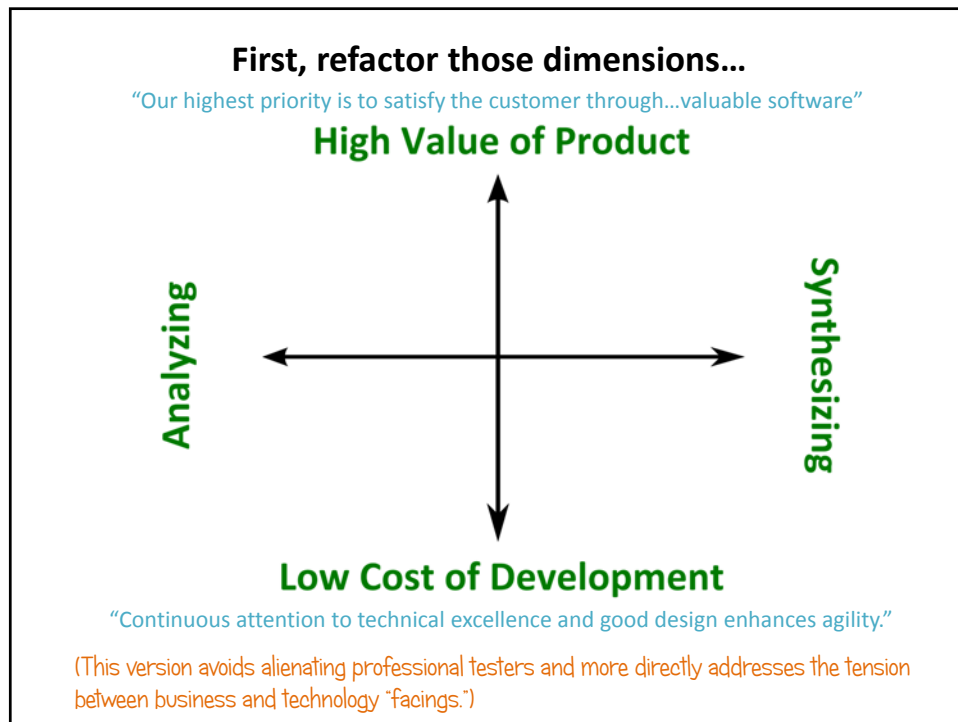 First, refactor those dimensions…
“Our highest priority is to satisfy the customer through…valuable software”
High Value of Product
Analyzing
Synthesizing
Low Cost of Development
“Continuous attention to technical excellence and good design enhances agility.”
(This version avoids alienating professional testers and more directly addresses the tension
between business and technology “facings.”)